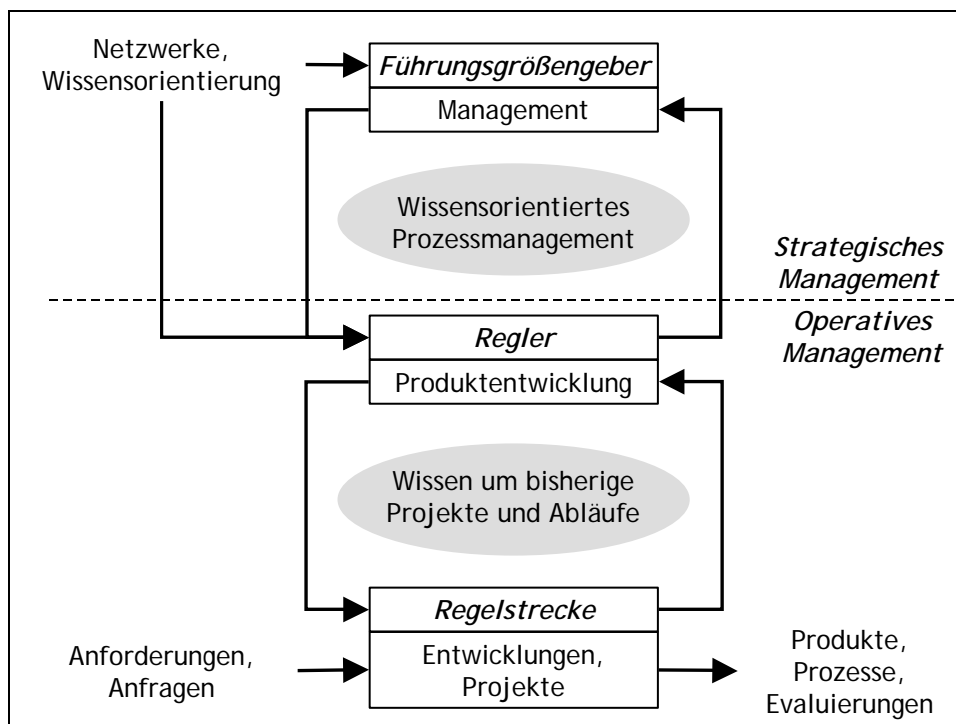 Netzwerke,
Wissensorientierung
Führungsgrößengeber
Management
Wissensorientiertes
Prozessmanagement
Strategisches
Management
Operatives
Management
Regler
Produktentwicklung
Wissen um bisherige
Projekte und Abläufe
Regelstrecke
Entwicklungen,
Projekte
Anforderungen,
Anfragen
Produkte,
Prozesse,
Evaluierungen